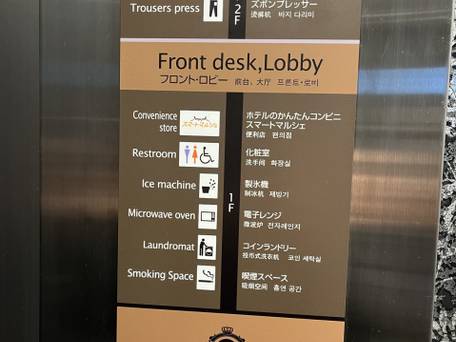 Trousers press
ズボンプレッサー
烫裤机 바지 다리미
2F
Front desk,Lobby
フロント・ロビー 前台、大厅 프론트・로비
Convenience store
スマートマルシェ
ホテルのかんたんコンビニ
スマートマルシェ
便利店 편의점
Restroom
化粧室
洗手间 화장실
Ice machine
製氷機
制冰机 제빙기
1F
Microwave oven
電子レンジ
微波炉 전자레인지
Laundromat
コインランドリー
投币式洗衣机 코인 세탁실
Smoking Space
喫煙スペース
吸烟空间 흡연 공간